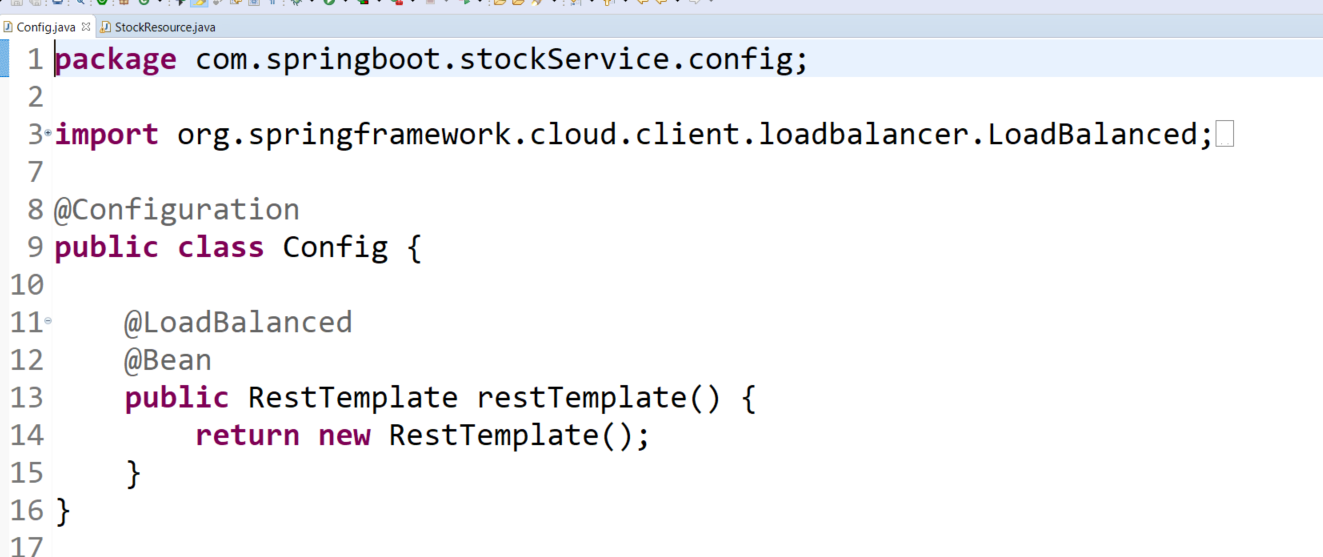 Config.java StockResource.java
1 package com.springboot.stockService.config;
2
3 import org.springframework.cloud.client.loadbalancer.LoadBalanced;
7
8 @Configuration
9 public class Config {
10
11 @LoadBalanced
12 @Bean
13 public RestTemplate restTemplate() {
14 return new RestTemplate();
15 }
16 }
17